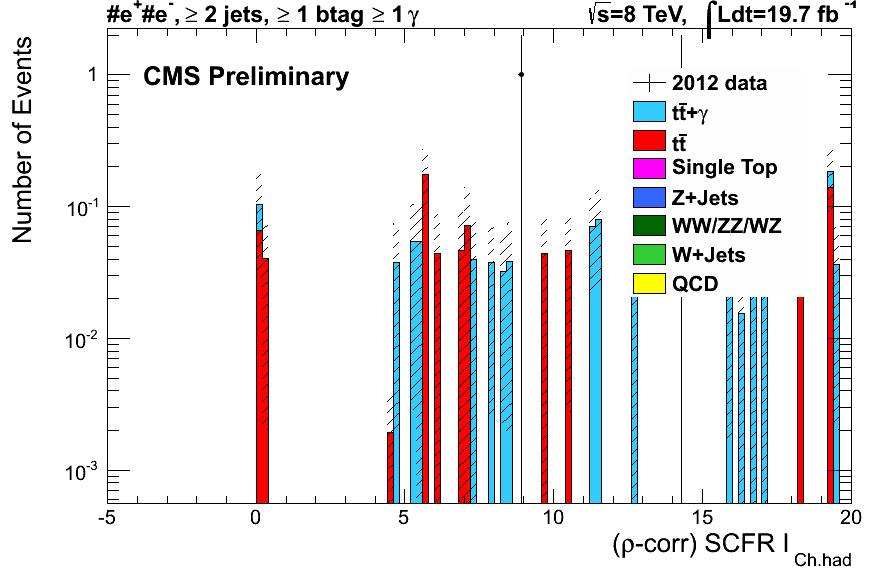 #e⁺#e⁻, ≥ 2 jets, ≥ 1 btag ≥ 1 γ
√s=8 TeV, ∫Ldt=19.7 fb⁻¹
CMS Preliminary
2012 data
tt̄+γ
tt̄
Single Top
Z+Jets
WW/ZZ/WZ
W+Jets
QCD
Number of Events
1
10⁻¹
10⁻²
10⁻³
-5 0 5 10 15 20
(ρ-corr) SCFR I_Ch.had